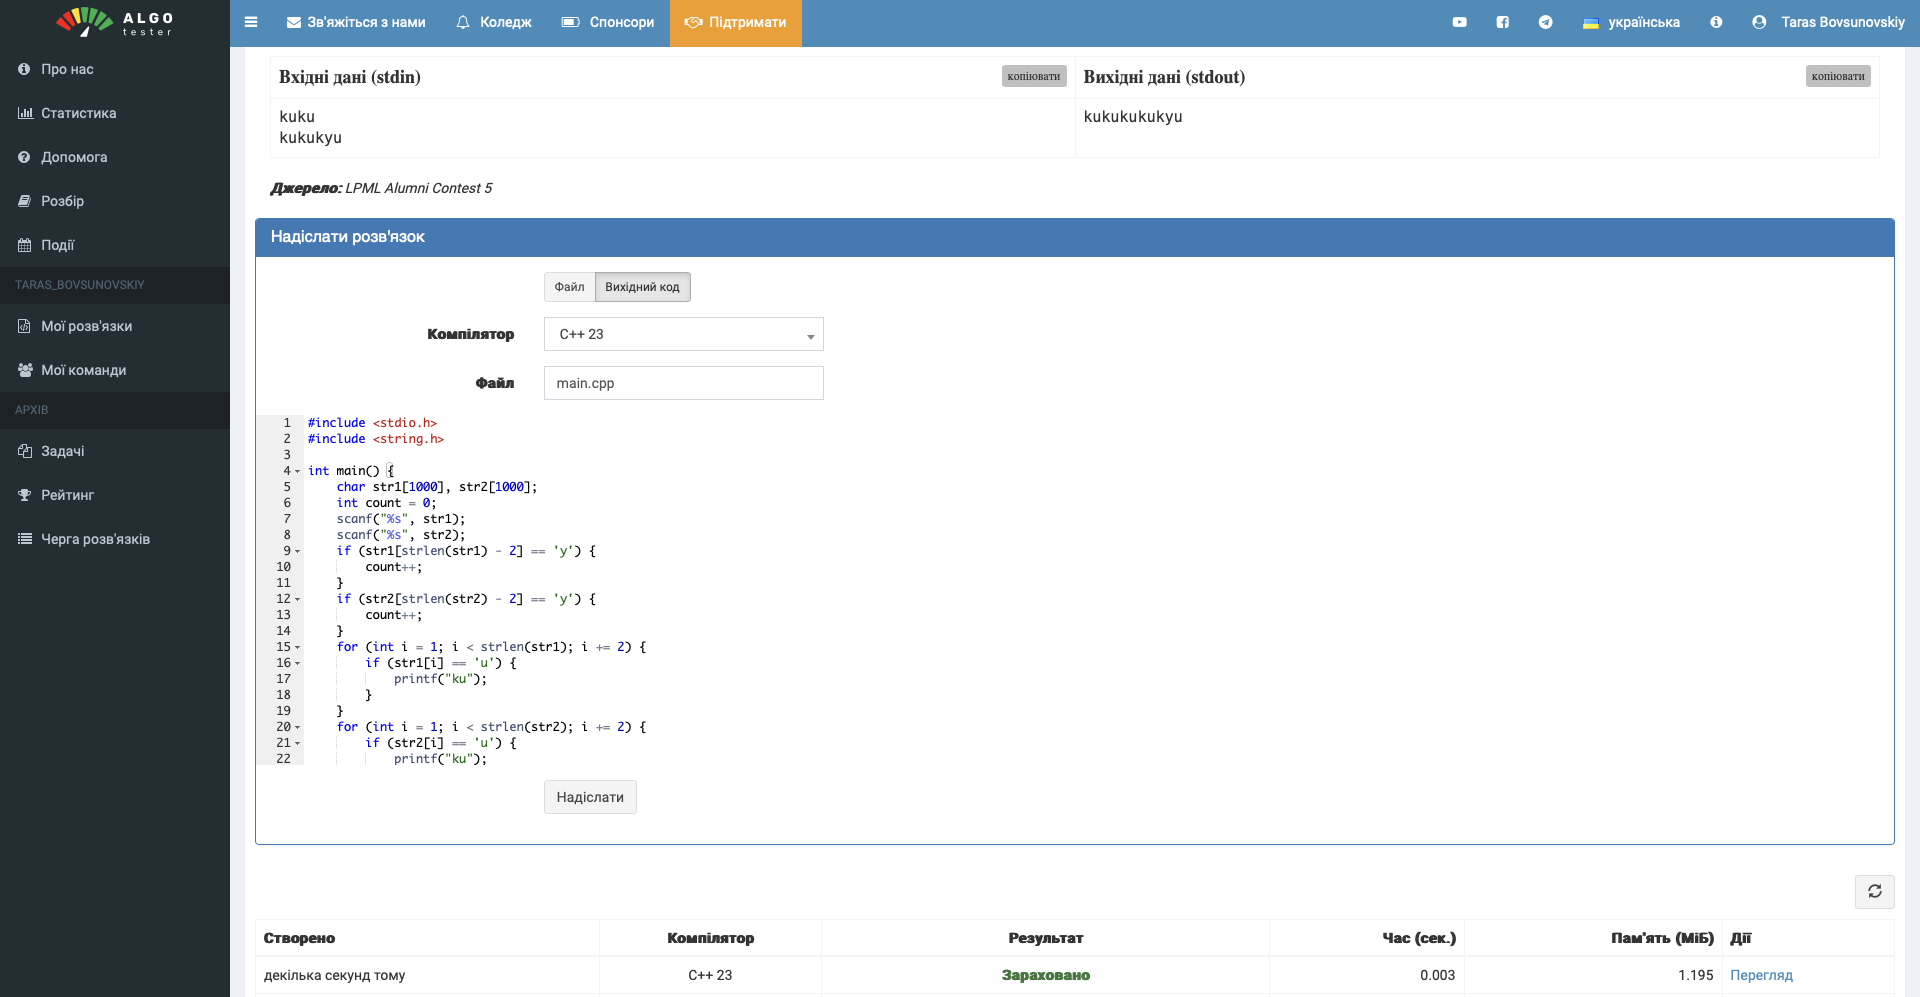 ALGO
tester
Зв'яжіться з нами
Коледж
Спонсори
Підтримати
українська
Taras Bovsunovskiy
Про нас
Статистика
Допомога
Розбір
Події
TARAS_BOVSUNOVSKIY
Мої розв'язки
Мої команди
АРХІВ
Задачі
Рейтинг
Черга розв'язків
Вхідні дані (stdin)
копіювати
Вихідні дані (stdout)
копіювати
kuku
kukukyu
kukukukukyu
Джерело: LPML Alumni Contest 5
Надіслати розв'язок
Файл
Вихідний код
Компілятор
C++ 23
Файл
main.cpp
1 #include <stdio.h>
2 #include <string.h>
3
4 int main() {
5 char str1[1000], str2[1000];
6 int count = 0;
7 scanf("%s", str1);
8 scanf("%s", str2);
9 if (str1[strlen(str1) - 2] == 'y') {
10 count++;
11 }
12 if (str2[strlen(str2) - 2] == 'y') {
13 count++;
14 }
15 for (int i = 1; i < strlen(str1); i += 2) {
16 if (str1[i] == 'u') {
17 printf("ku");
18 }
19 }
20 for (int i = 1; i < strlen(str2); i += 2) {
21 if (str2[i] == 'u') {
22 printf("ku");
Надіслати
Створено
Компілятор
Результат
Час (сек.)
Пам'ять (МіБ)
Дії
декілька секунд тому
C++ 23
Зараховано
0.003
1.195
Перегляд